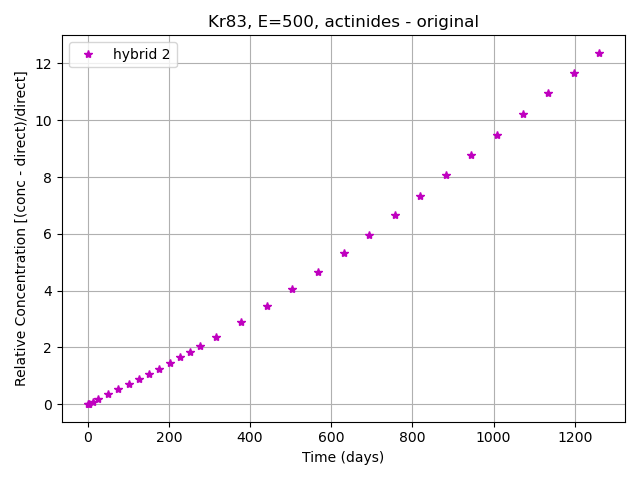 Kr83, E=500, actinides - original
hybrid 2
Relative Concentration [(conc - direct)/direct]
12
10
8
6
4
2
0
0 200 400 600 800 1000 1200
Time (days)